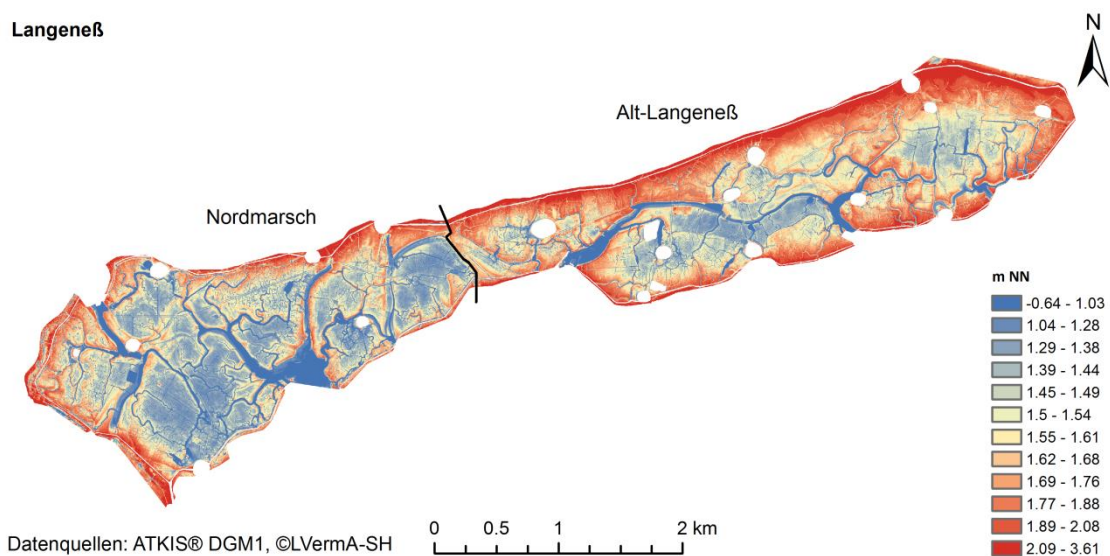 Langeneß
N
Alt-Langeneß
Nordmarsch
m NN
-0.64 - 1.03
1.04 - 1.28
1.29 - 1.38
1.39 - 1.44
1.45 - 1.49
1.5 - 1.54
1.55 - 1.61
1.62 - 1.68
1.69 - 1.76
1.77 - 1.88
1.89 - 2.08
2.09 - 3.61
0 0.5 1 2 km
Datenquellen: ATKIS® DGM1, ©LVermA-SH